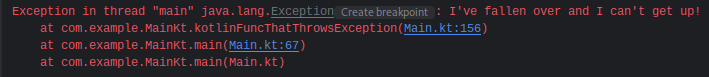 Exception in thread "main" java.lang.Exception Create breakpoint : I've fallen over and I can't get up!
at com.example.MainKt.kotlinFuncThatThrowsException(Main.kt:156)
at com.example.MainKt.main(Main.kt:67)
at com.example.MainKt.main(Main.kt)